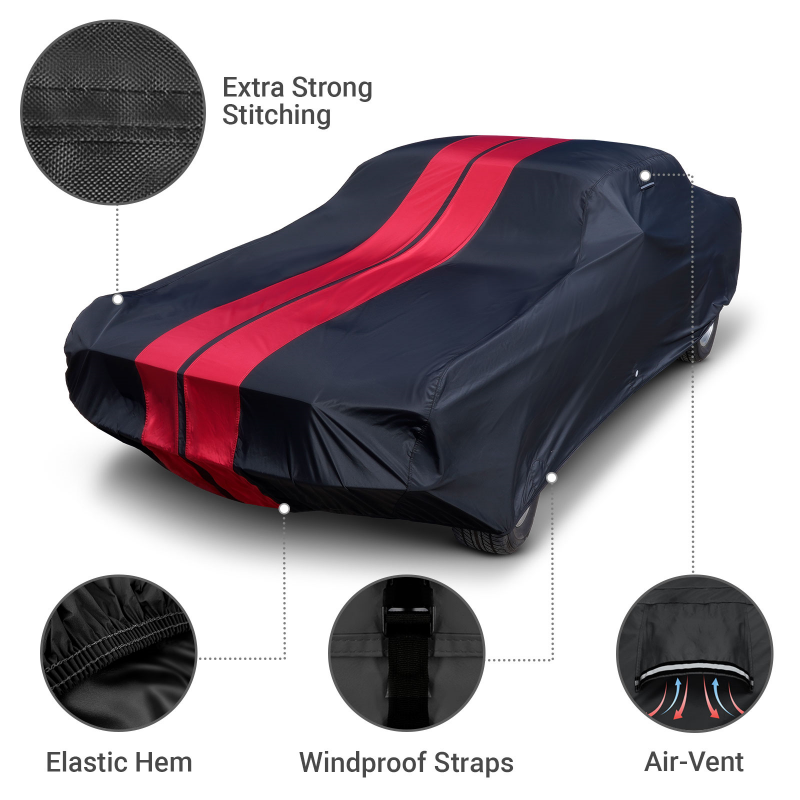 Extra Strong
Stitching
Elastic Hem
Windproof Straps
Air-Vent